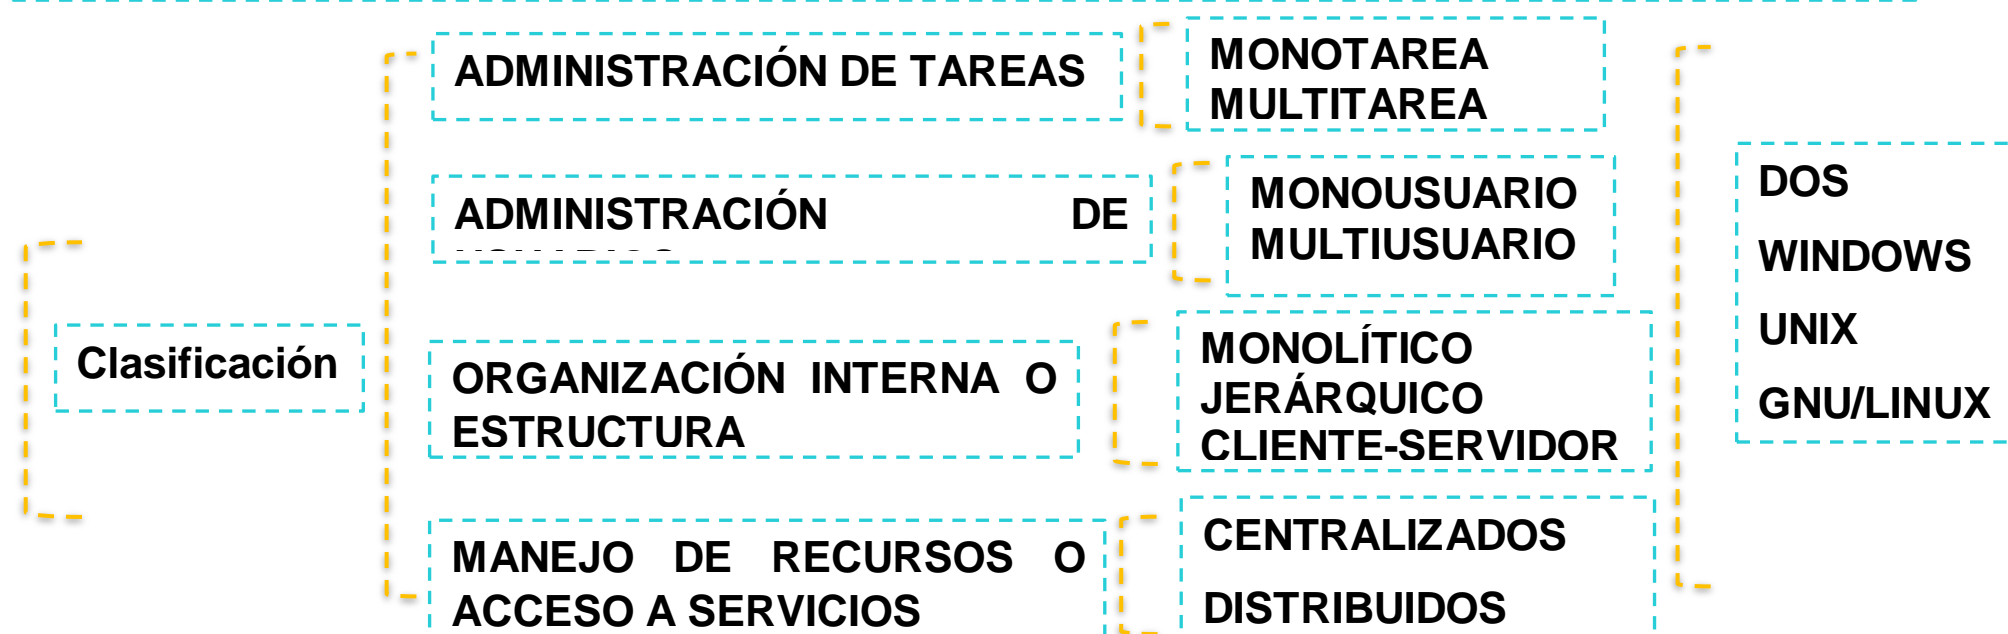 Clasificación
ADMINISTRACIÓN DE TAREAS
MONOTAREA
MULTITAREA
ADMINISTRACIÓN DE
MONOUSUARIO
MULTIUSUARIO
ORGANIZACIÓN INTERNA O
ESTRUCTURA
MONOLÍTICO
JERÁRQUICO
CLIENTE-SERVIDOR
MANEJO DE RECURSOS O
ACCESO A SERVICIOS
CENTRALIZADOS
DISTRIBUIDOS
DOS
WINDOWS
UNIX
GNU/LINUX